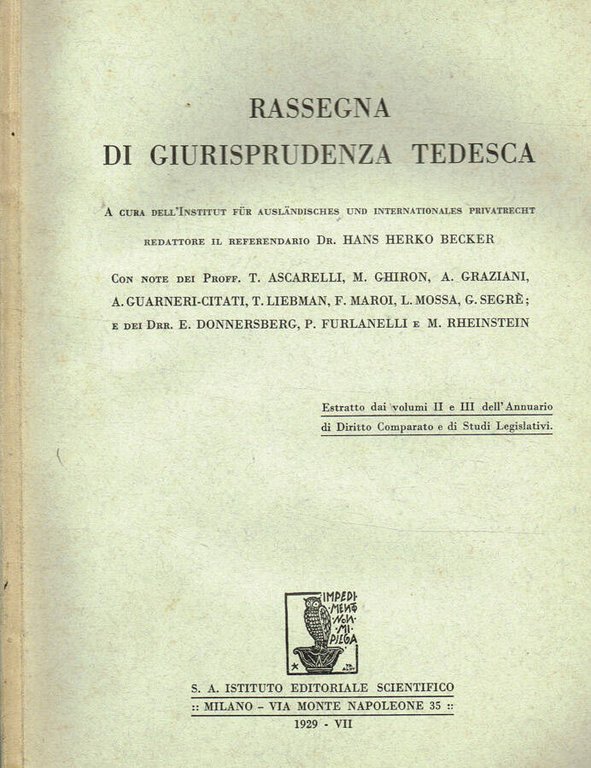 RASSEGNA
DI GIURISPRUDENZA TEDESCA
A CURA DELL'INSTITUT FÜR AUSLÄNDISCHES UND INTERNATIONALES PRIVATRECHT
REDATTORE IL REFERENDARIO DR. HANS HERKO BECKER
CON NOTE DEI PROFF. T. ASCARELLI, M. GHIRON, A. GRAZIANI,
A. GUARNERI-CITATI, T. LIEBMAN, F. MAROI, L. MOSSA, G. SEGRÈ;
E DEI DRR. E. DONNERSBERG, P. FURLANELLI E M. RHEINSTEIN
Estratto dai volumi II e III dell'Annuario
di Diritto Comparato e di Studi Legislativi.
IMPEDI
MENTO
NON
·MI·
PIEGA
S. A. ISTITUTO EDITORIALE SCIENTIFICO
:: MILANO - VIA MONTE NAPOLEONE 35 ::
1929 - VII